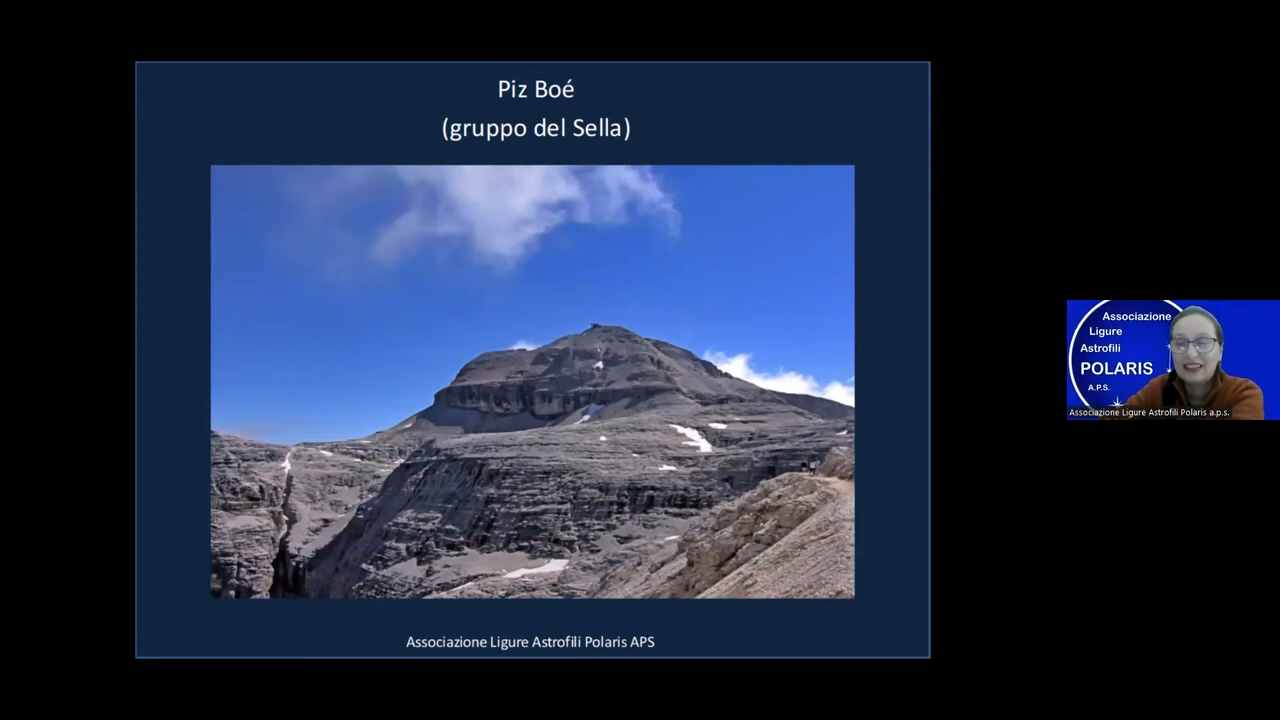 Piz Boé
(gruppo del Sella)
Associazione Ligure Astrofili Polaris APS
Associazione
Ligure
Astrofili
POLARIS
A.P.S.
Associazione Ligure Astrofili Polaris a.p.s.